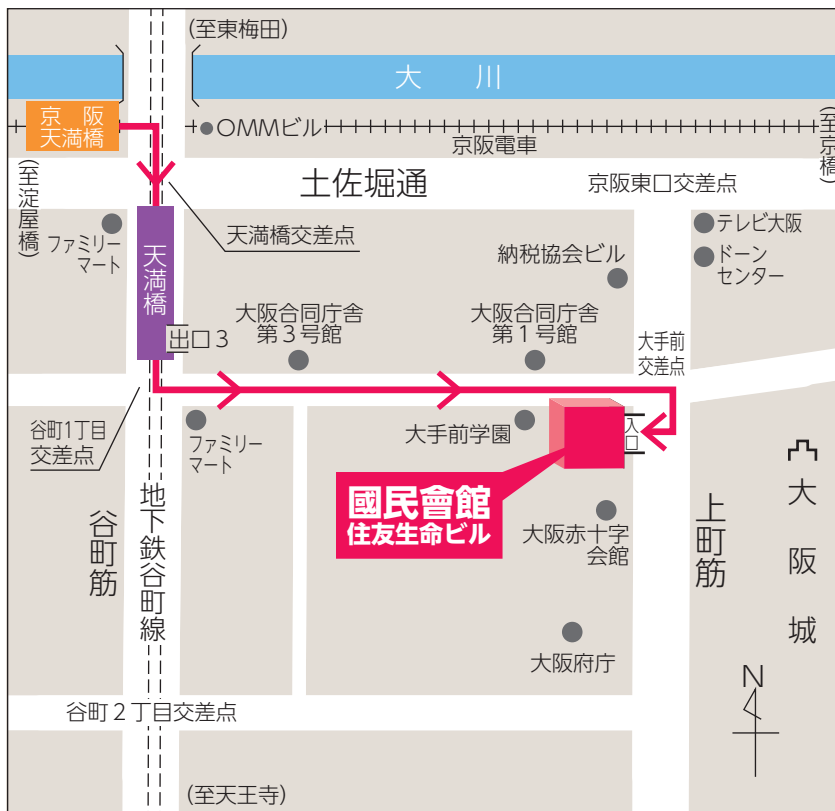 (至東梅田)
大川
京阪
天満橋
OMMビル
京阪電車
(至京橋)
(至淀屋橋)
土佐堀通
京阪東口交差点
ファミリー
マート
天満橋
天満橋交差点
テレビ大阪
ドーン
センター
納税協会ビル
出口3
大阪合同庁舎
第3号館
大阪合同庁舎
第1号館
大手前
交差点
谷町1丁目
交差点
ファミリー
マート
大手前学園
入口
國民會館
住友生命ビル
大阪赤十字
会館
谷町筋
地下鉄谷町線
上町筋
大阪城
大阪府庁
N
谷町2丁目交差点
(至天王寺)